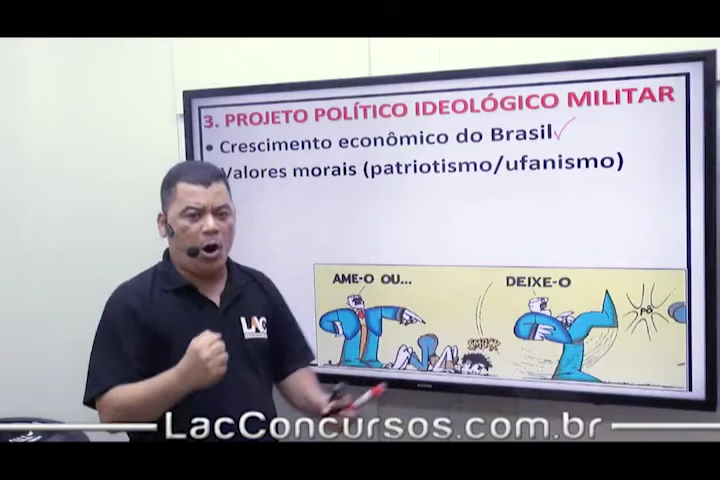 3. PROJETO POLÍTICO IDEOLÓGICO MILITAR
• Crescimento econômico do Brasil
Valores morais (patriotismo/ufanismo)
AME-O OU...
DEIXE-O
SMACK
PÔ
LAC
LacConcursos.com.br